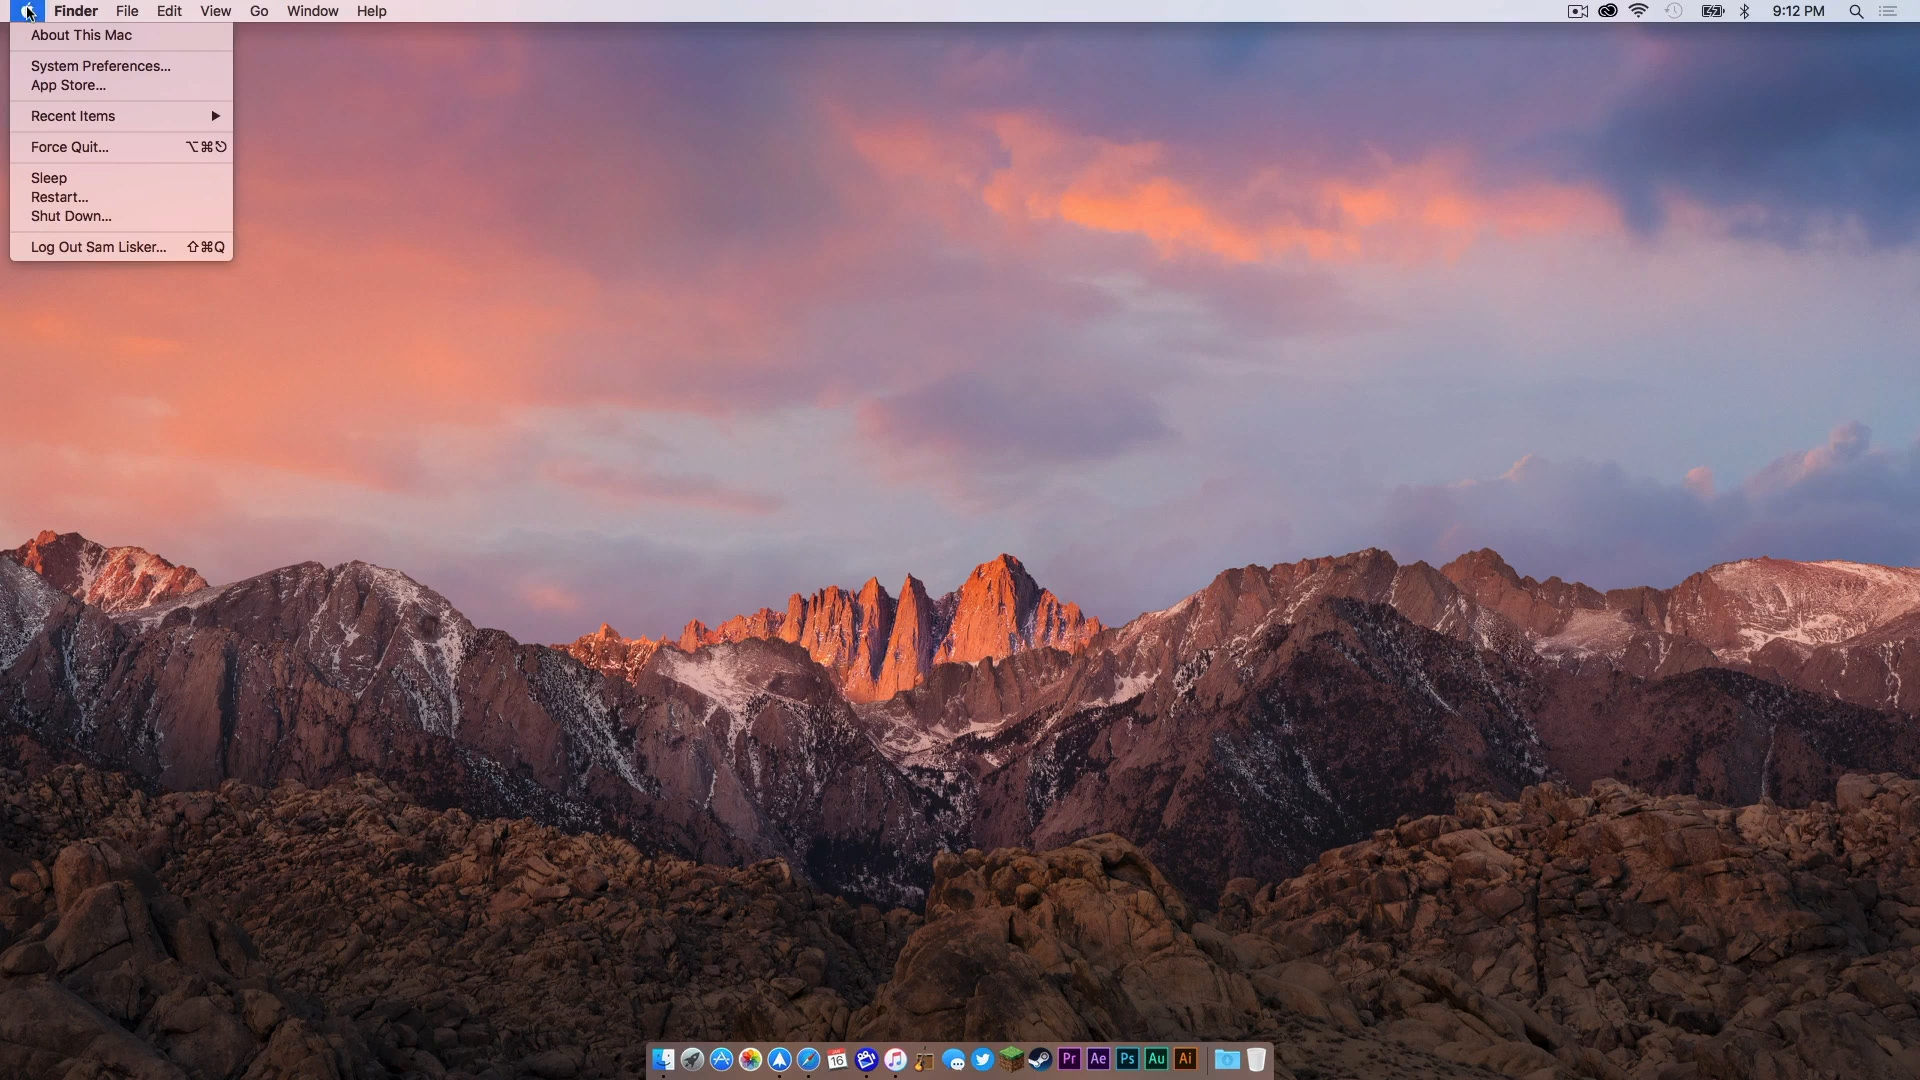 Finder File Edit View Go Window Help 9:12 PM
About This Mac
System Preferences...
App Store...
Recent Items ▶
Force Quit... ⌥⌘⎋
Sleep
Restart...
Shut Down...
Log Out Sam Lisker... ⇧⌘Q
16 Pr Ae Ps Au Ai